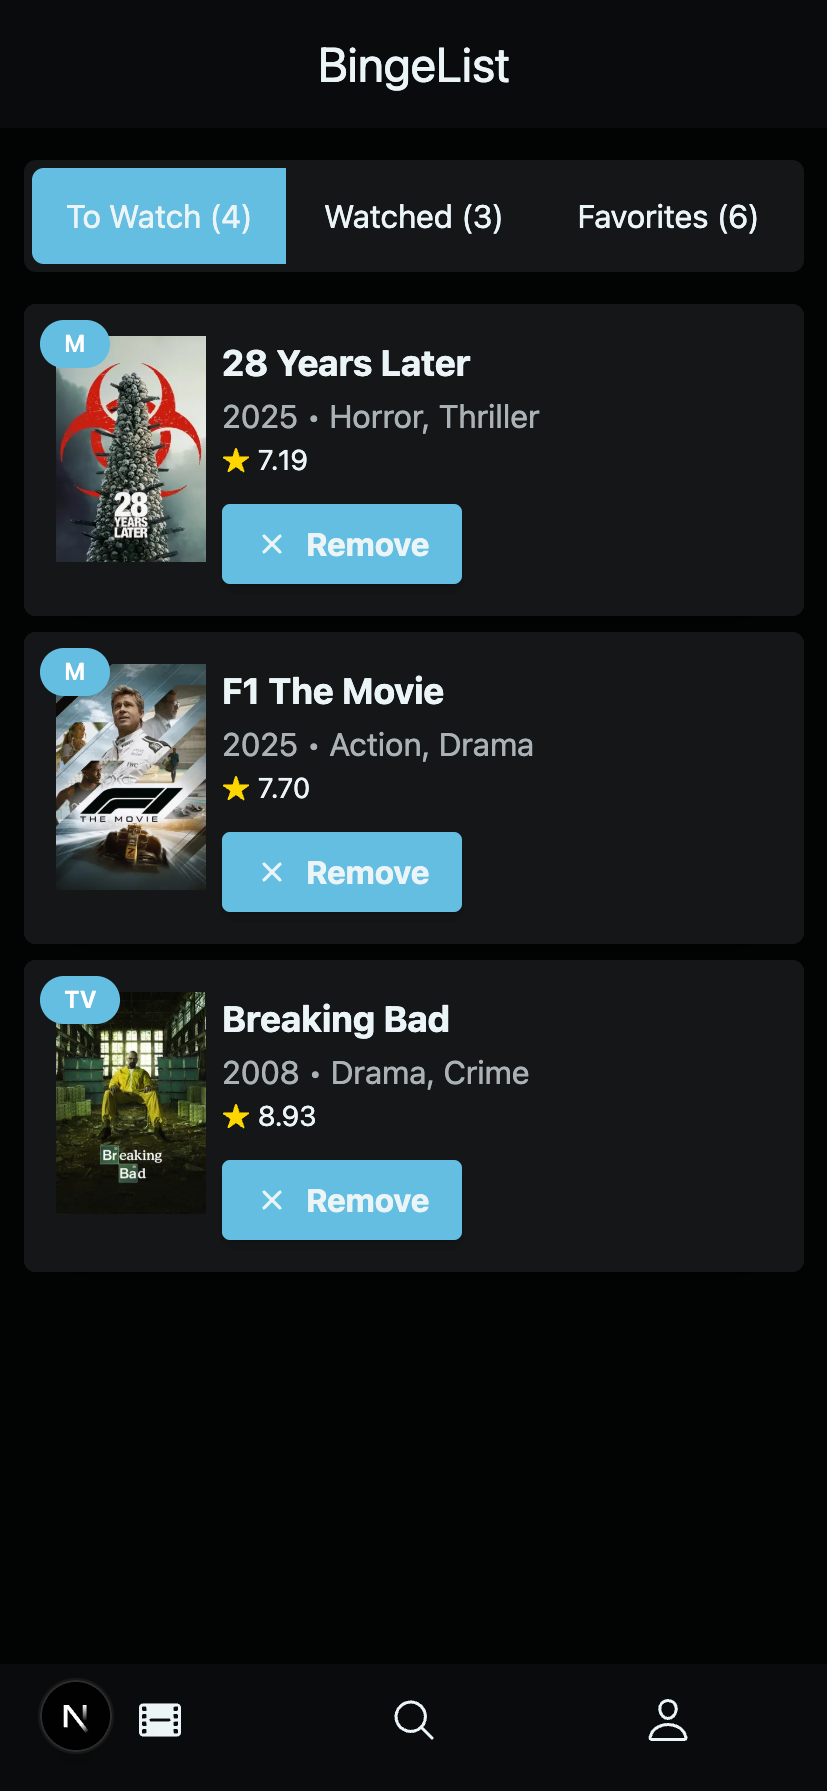 BingeList
To Watch (4)
Watched (3)
Favorites (6)
M
28 Years Later
2025 • Horror, Thriller
7.19
28
YEARS
LATER
Remove
M
F1 The Movie
2025 • Action, Drama
7.70
F1
THE MOVIE
Remove
TV
Breaking Bad
2008 • Drama, Crime
8.93
Breaking
Bad
Remove
N